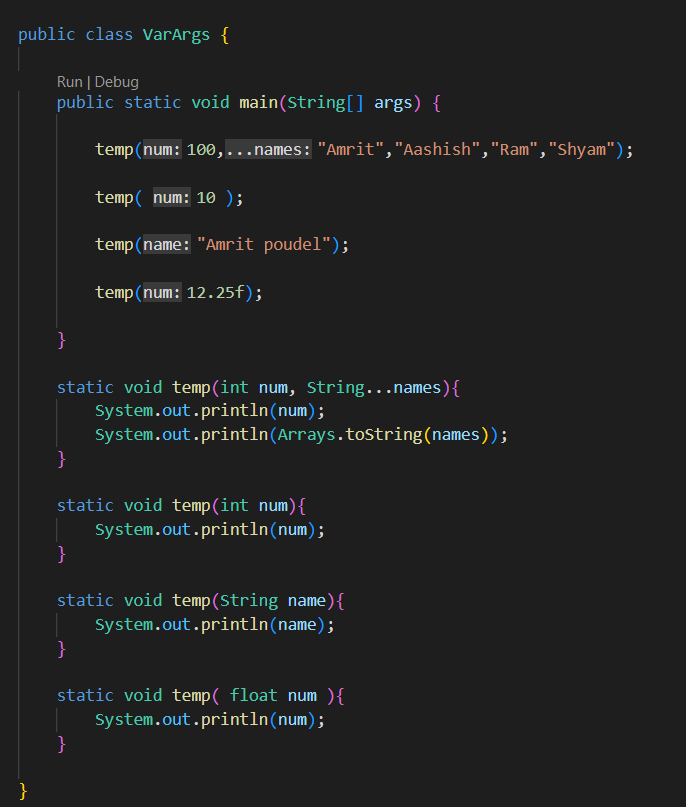 public class VarArgs {
Run | Debug
public static void main(String[] args) {
temp(num: 100,...names: "Amrit","Aashish","Ram","Shyam");
temp( num: 10 );
temp(name: "Amrit poudel");
temp(num: 12.25f);
}
static void temp(int num, String...names){
System.out.println(num);
System.out.println(Arrays.toString(names));
}
static void temp(int num){
System.out.println(num);
}
static void temp(String name){
System.out.println(name);
}
static void temp( float num ){
System.out.println(num);
}
}